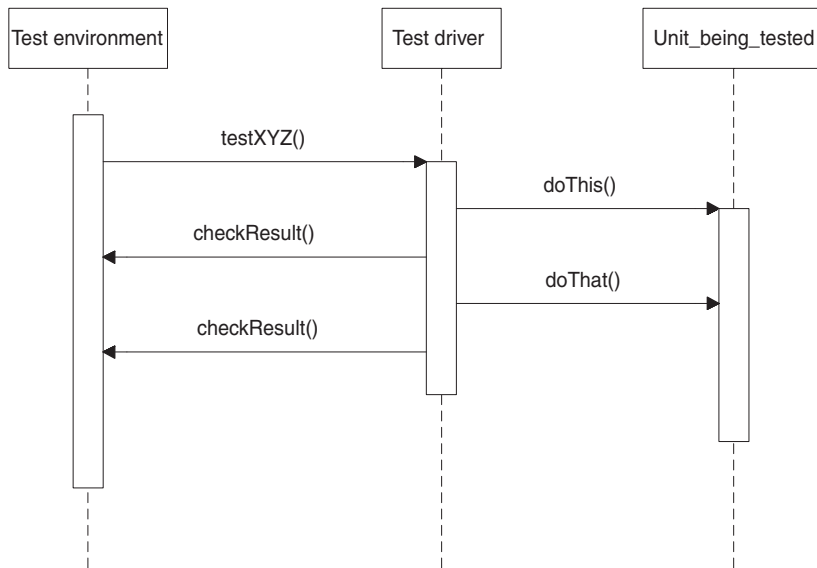 Test environment
Test driver
Unit_being_tested
testXYZ()
doThis()
checkResult()
doThat()
checkResult()